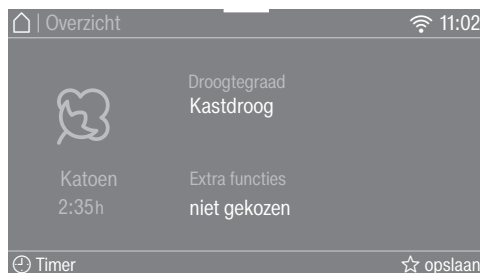 | Overzicht 11:02
Droogtegraad
Kastdroog
Katoen
2:35h
Extra functies
niet gekozen
Timer opslaan